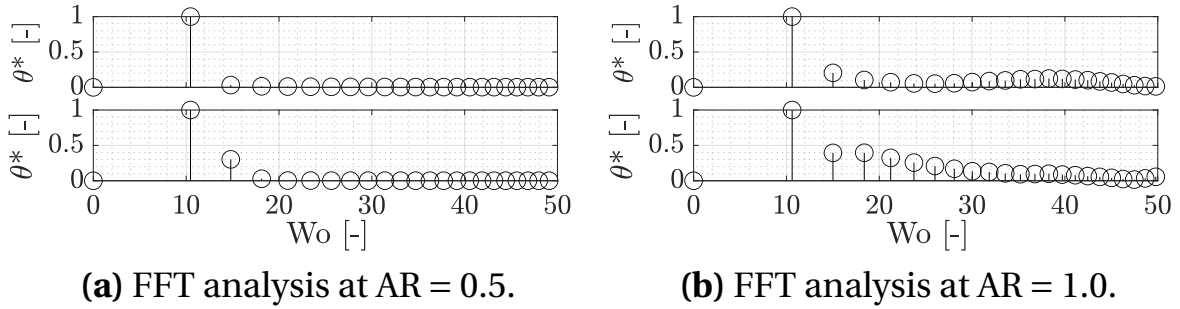 1
0.5
0
θ* [-]
1
0.5
0
θ* [-]
0 10 20 30 40 50
Wo [-]
(a) FFT analysis at AR = 0.5.
1
0.5
0
θ* [-]
1
0.5
0
θ* [-]
0 10 20 30 40 50
Wo [-]
(b) FFT analysis at AR = 1.0.